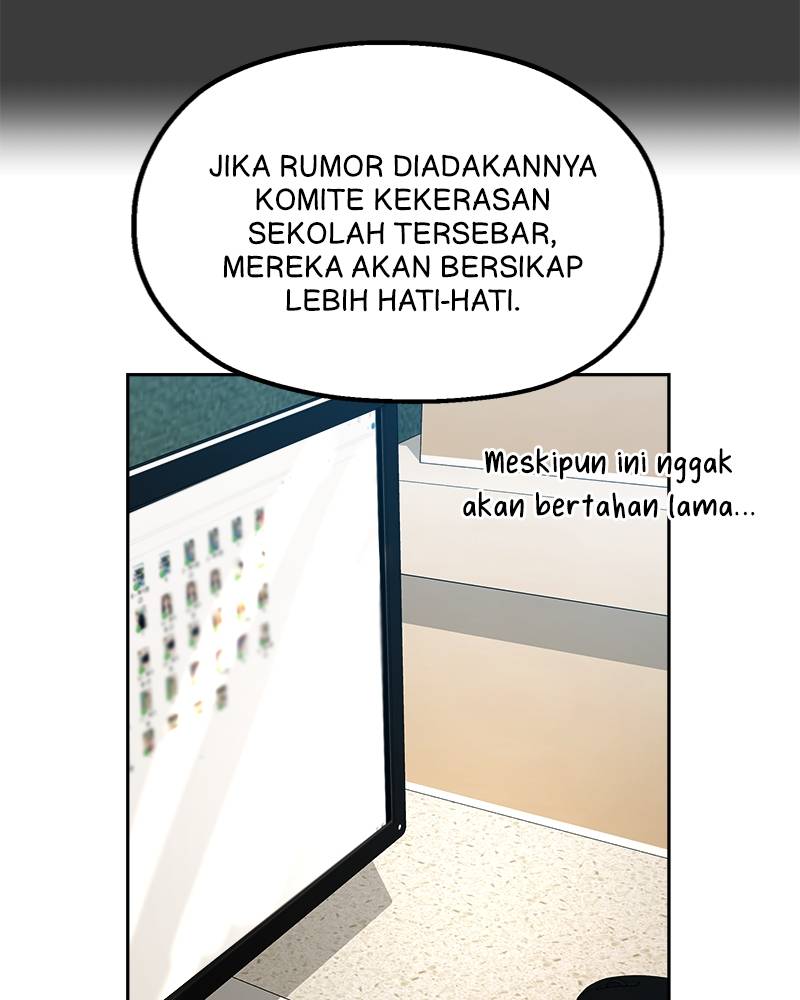 JIKA RUMOR DIADAKANNYA
KOMITE KEKERASAN
SEKOLAH TERSEBAR,
MEREKA AKAN BERSIKAP
LEBIH HATI-HATI.
Meskipun ini nggak
akan bertahan lama...